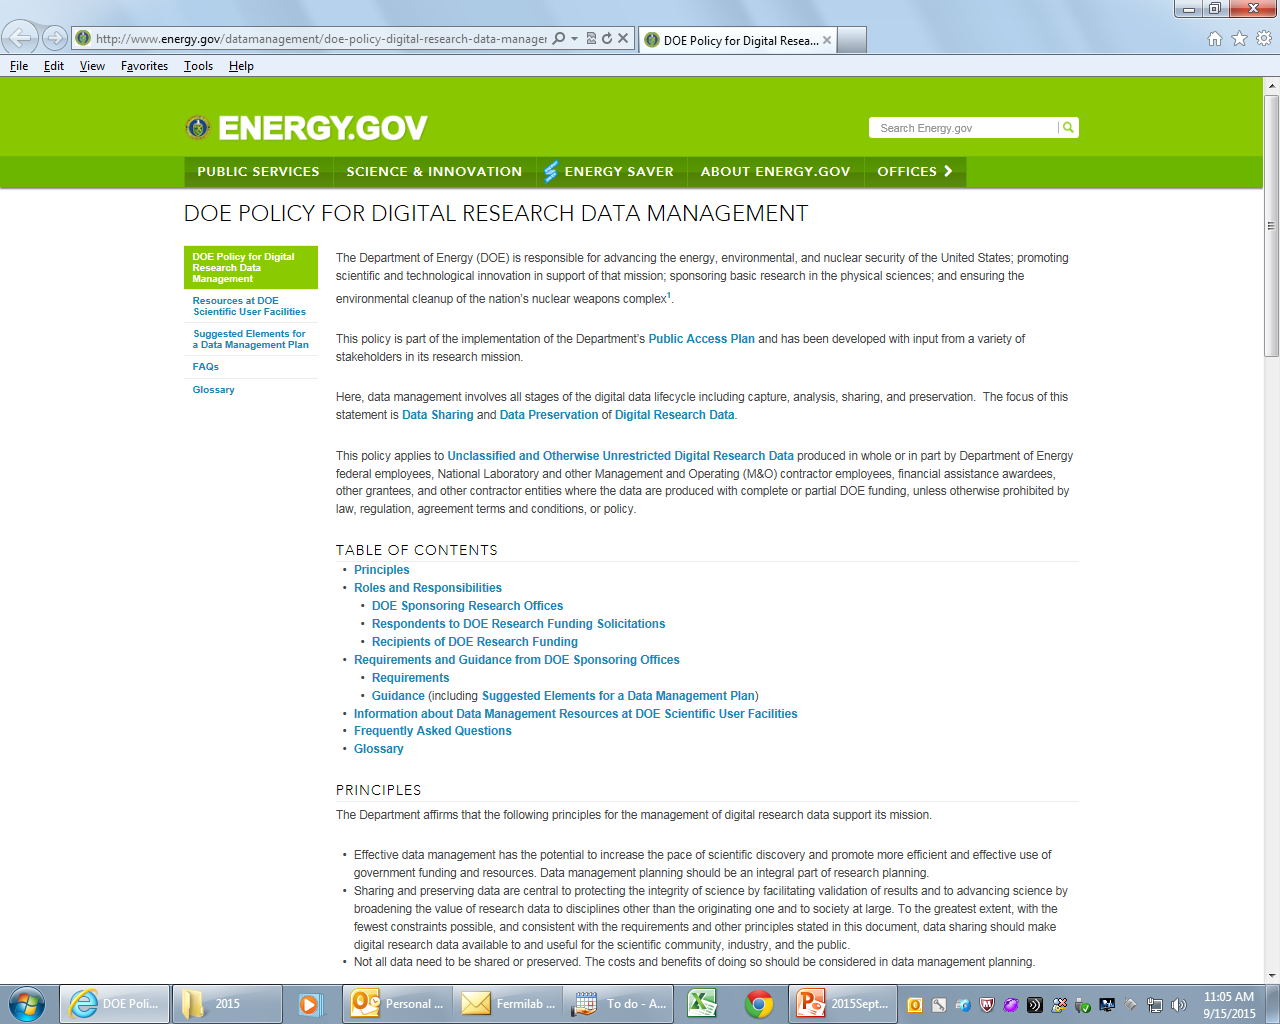 http://www.energy.gov/datamanagement/doe-policy-digital-research-data-manager
DOE Policy for Digital Resea...
File Edit View Favorites Tools Help
ENERGY.GOV
Search Energy.gov
PUBLIC SERVICES SCIENCE & INNOVATION ENERGY SAVER ABOUT ENERGY.GOV OFFICES
DOE POLICY FOR DIGITAL RESEARCH DATA MANAGEMENT
DOE Policy for Digital
Research Data
Management
Resources at DOE
Scientific User Facilities
Suggested Elements for
a Data Management Plan
FAQs
Glossary
The Department of Energy (DOE) is responsible for advancing the energy, environmental, and nuclear security of the United States; promoting
scientific and technological innovation in support of that mission; sponsoring basic research in the physical sciences; and ensuring the
environmental cleanup of the nation's nuclear weapons complex¹.
This policy is part of the implementation of the Department's Public Access Plan and has been developed with input from a variety of
stakeholders in its research mission.
Here, data management involves all stages of the digital data lifecycle including capture, analysis, sharing, and preservation. The focus of this
statement is Data Sharing and Data Preservation of Digital Research Data.
This policy applies to Unclassified and Otherwise Unrestricted Digital Research Data produced in whole or in part by Department of Energy
federal employees, National Laboratory and other Management and Operating (M&O) contractor employees, financial assistance awardees,
other grantees, and other contractor entities where the data are produced with complete or partial DOE funding, unless otherwise prohibited by
law, regulation, agreement terms and conditions, or policy.
TABLE OF CONTENTS
• Principles
• Roles and Responsibilities
• DOE Sponsoring Research Offices
• Respondents to DOE Research Funding Solicitations
• Recipients of DOE Research Funding
• Requirements and Guidance from DOE Sponsoring Offices
• Requirements
• Guidance (including Suggested Elements for a Data Management Plan)
• Information about Data Management Resources at DOE Scientific User Facilities
• Frequently Asked Questions
• Glossary
PRINCIPLES
The Department affirms that the following principles for the management of digital research data support its mission.
• Effective data management has the potential to increase the pace of scientific discovery and promote more efficient and effective use of
government funding and resources. Data management planning should be an integral part of research planning.
• Sharing and preserving data are central to protecting the integrity of science by facilitating validation of results and to advancing science by
broadening the value of research data to disciplines other than the originating one and to society at large. To the greatest extent, with the
fewest constraints possible, and consistent with the requirements and other principles stated in this document, data sharing should make
digital research data available to and useful for the scientific community, industry, and the public.
• Not all data need to be shared or preserved. The costs and benefits of doing so should be considered in data management planning.
DOE Poli... 2015 Personal ... Fermilab ... To do - A... 2015Sept...
11:05 AM
9/15/2015